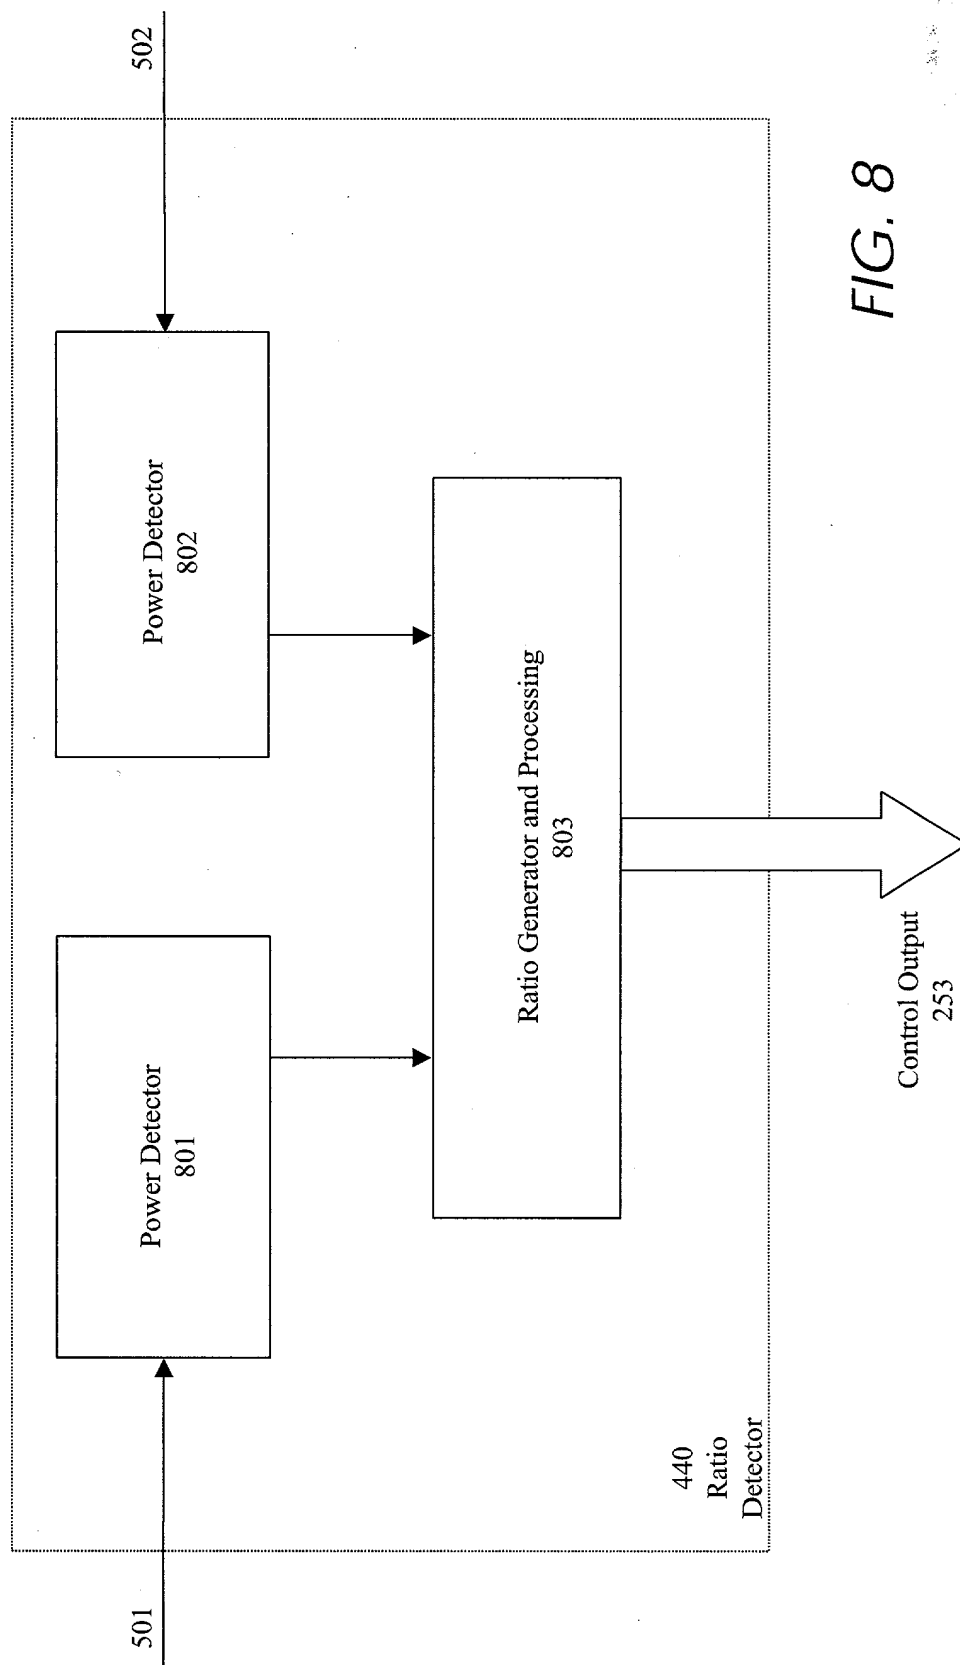 501
502
Power Detector
801
Power Detector
802
Ratio Generator and Processing
803
440
Ratio
Detector
Control Output
253
FIG. 8